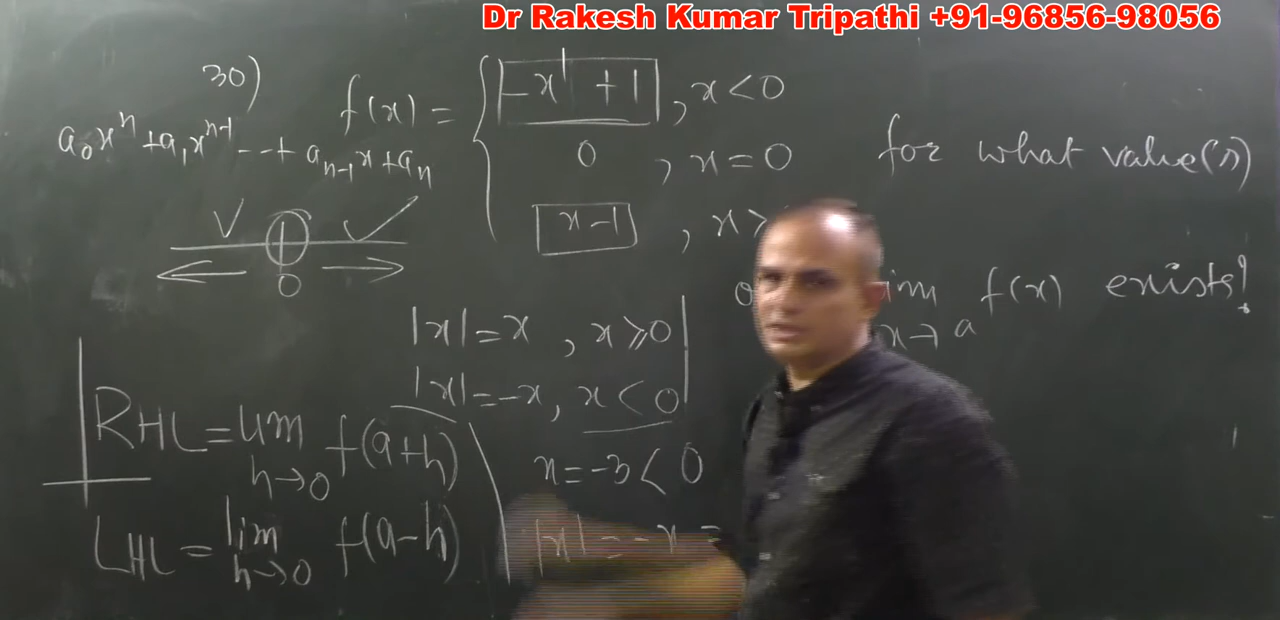 Dr Rakesh Kumar Tripathi +91-96856-98056
30)
f(x) = { -x^1 + 1 , x < 0
a₀xⁿ + a₁xⁿ⁻¹ --- + aₙ₋₁x + aₙ
0 , x = 0
for what value(s)
x - 1 , x >
0
lim f(x) exists?
x → a
|x| = x , x ⩾ 0
|x| = -x , x < 0
RHL = lim f(a+h)
h→0
x = -3 < 0
LHL = lim f(a-h)
h→0
|x| = -x =